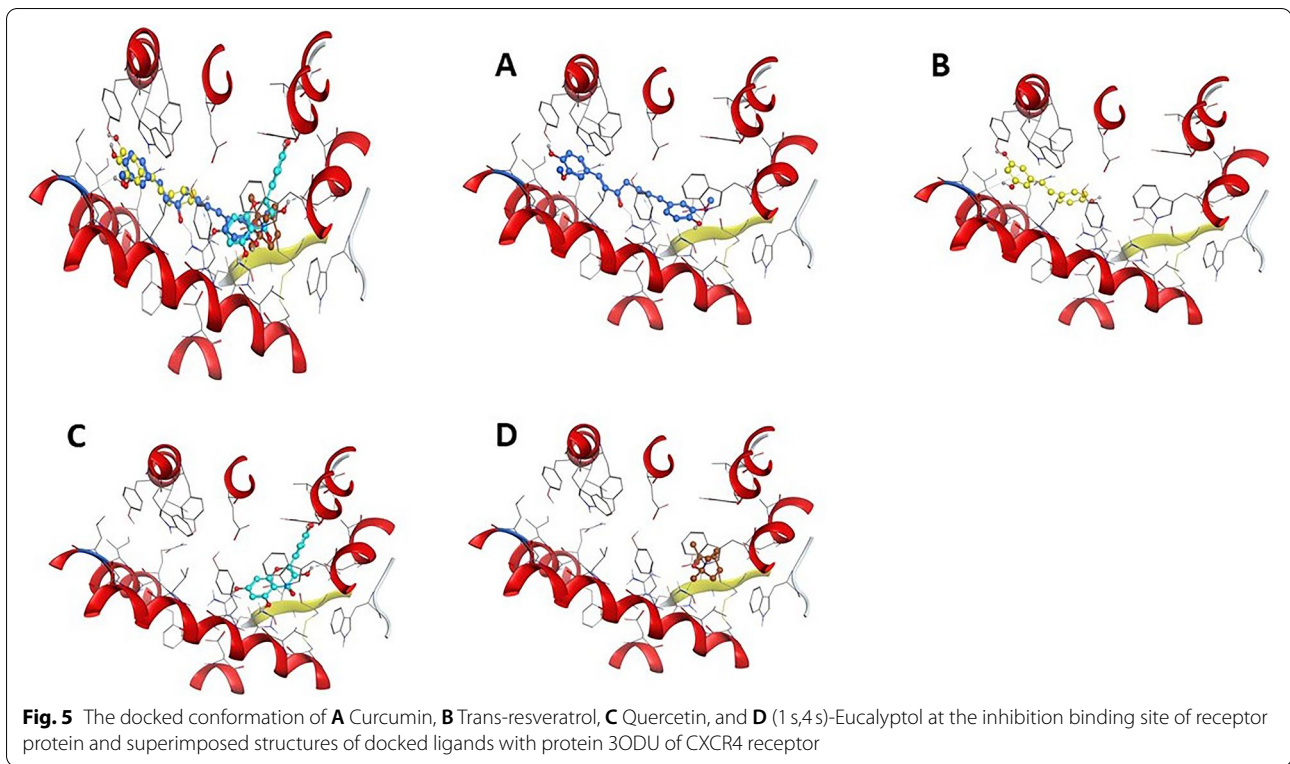 A
B
C
D
Fig. 5 The docked conformation of A Curcumin, B Trans-resveratrol, C Quercetin, and D (1 s,4 s)-Eucalyptol at the inhibition binding site of receptor
protein and superimposed structures of docked ligands with protein 3ODU of CXCR4 receptor